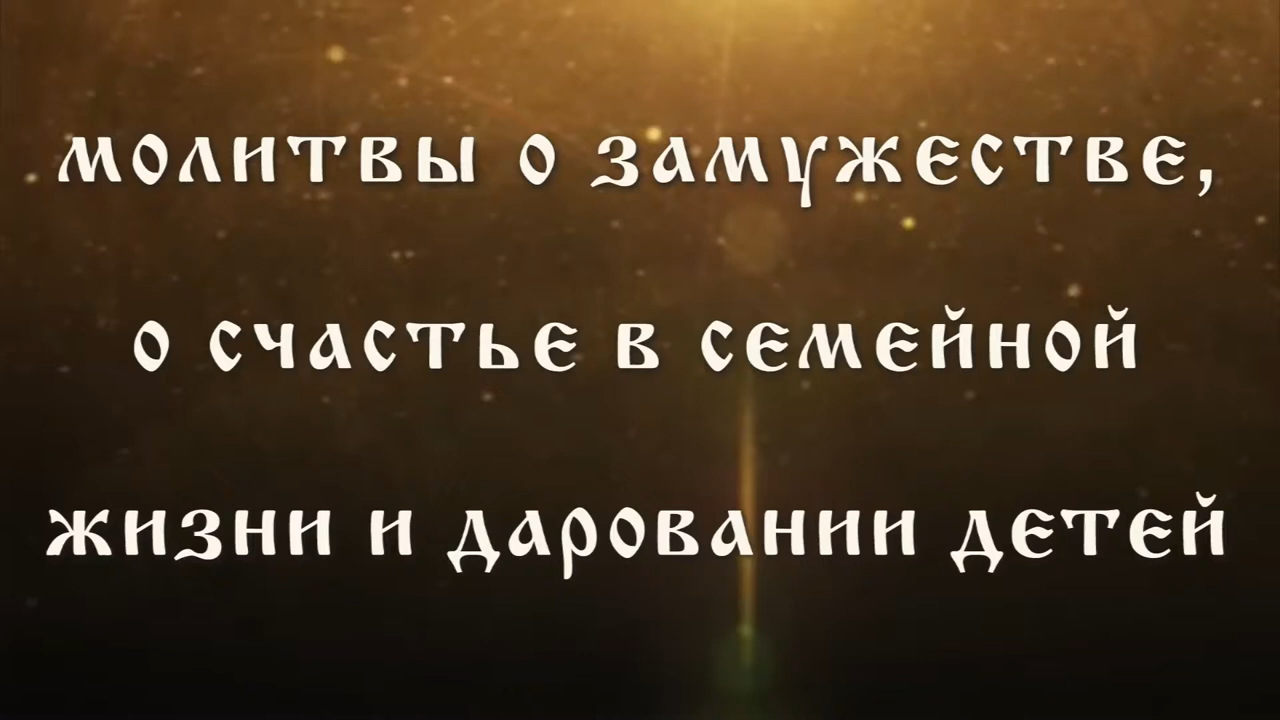 молитвы о замужестве,
о счастье в семейной
жизни и даровании детей